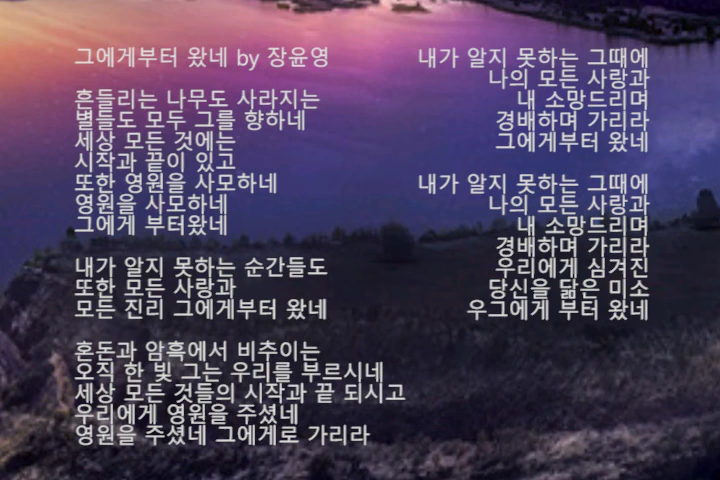 그에게부터 왔네 by 장윤영
흔들리는 나무도 사라지는
별들도 모두 그를 향하네
세상 모든 것에는
시작과 끝이 있고
또한 영원을 사모하네
영원을 사모하네
그에게 부터왔네
내가 알지 못하는 순간들도
또한 모든 사랑과
모든 진리 그에게부터 왔네
혼돈과 암흑에서 비추이는
오직 한 빛 그는 우리를 부르시네
세상 모든 것들의 시작과 끝 되시고
우리에게 영원을 주셨네
영원을 주셨네 그에게로 가리라
내가 알지 못하는 그때에
나의 모든 사랑과
내 소망드리며
경배하며 가리라
그에게부터 왔네
내가 알지 못하는 그때에
나의 모든 사랑과
내 소망드리며
경배하며 가리라
우리에게 심겨진
당신을 닮은 미소
우그에게 부터 왔네